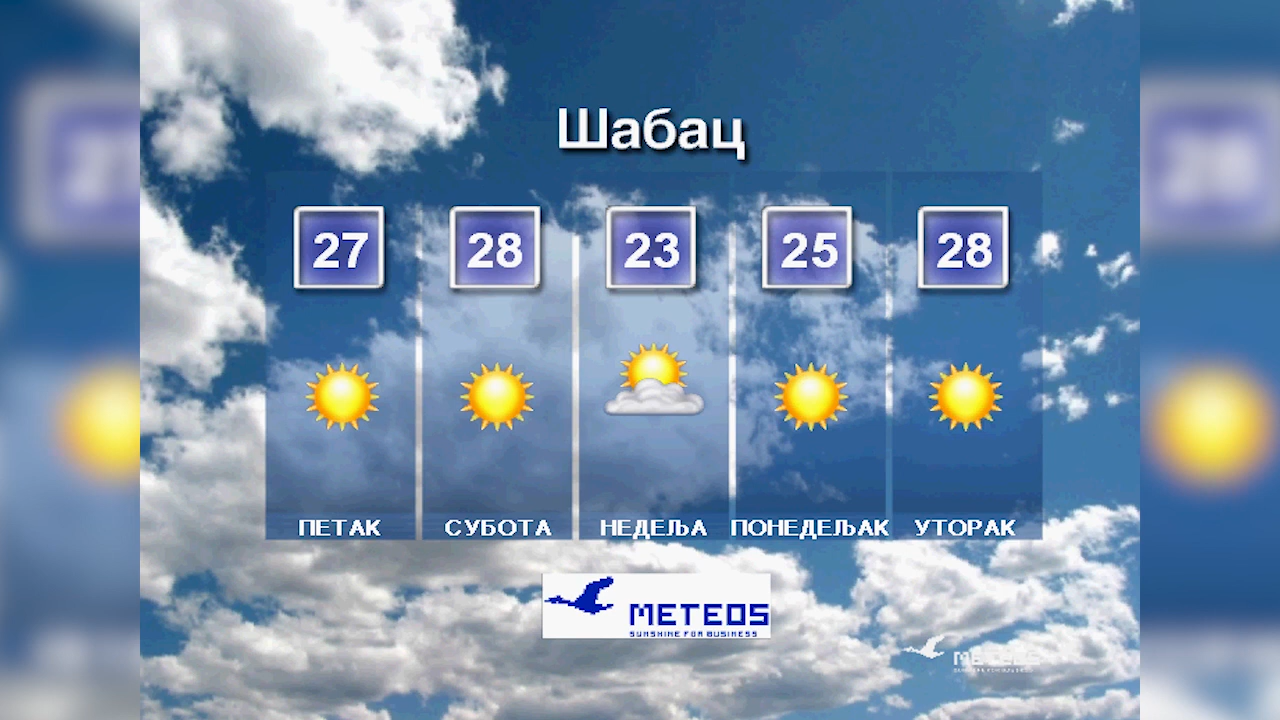 Шабац
27 28 23 25 28
ПЕТАК СУБОТА НЕДЕЉА ПОНЕДЕЉАК УТОРАК
METEOS
SUNSHINE FOR BUSINESS